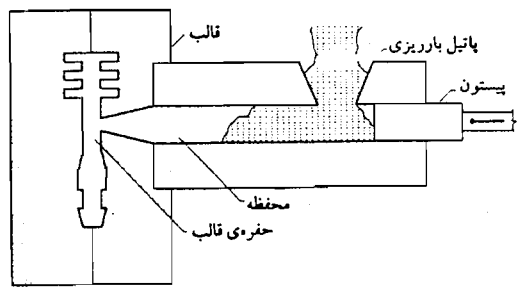 قالب
پاتیل بارریزی
پیستون
محفظه
حفره‌ی قالب